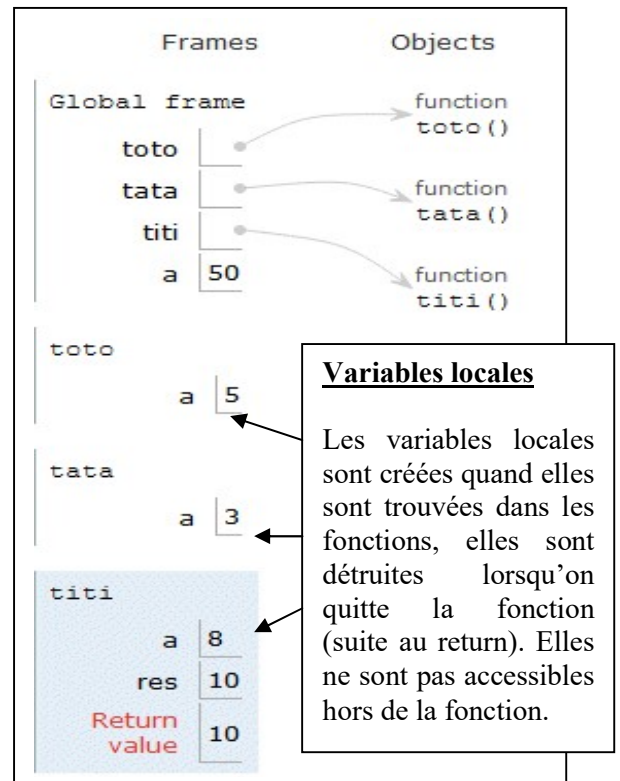 Frames Objects
Global frame
function
toto()
toto
tata
function
tata()
titi
a 50
function
titi()
toto
a 5
tata
a 3
titi
a 8
res 10
Return
value 10
Variables locales
Les variables locales
sont créées quand elles
sont trouvées dans les
fonctions, elles sont
détruites lorsqu'on
quitte la fonction
(suite au return). Elles
ne sont pas accessibles
hors de la fonction.